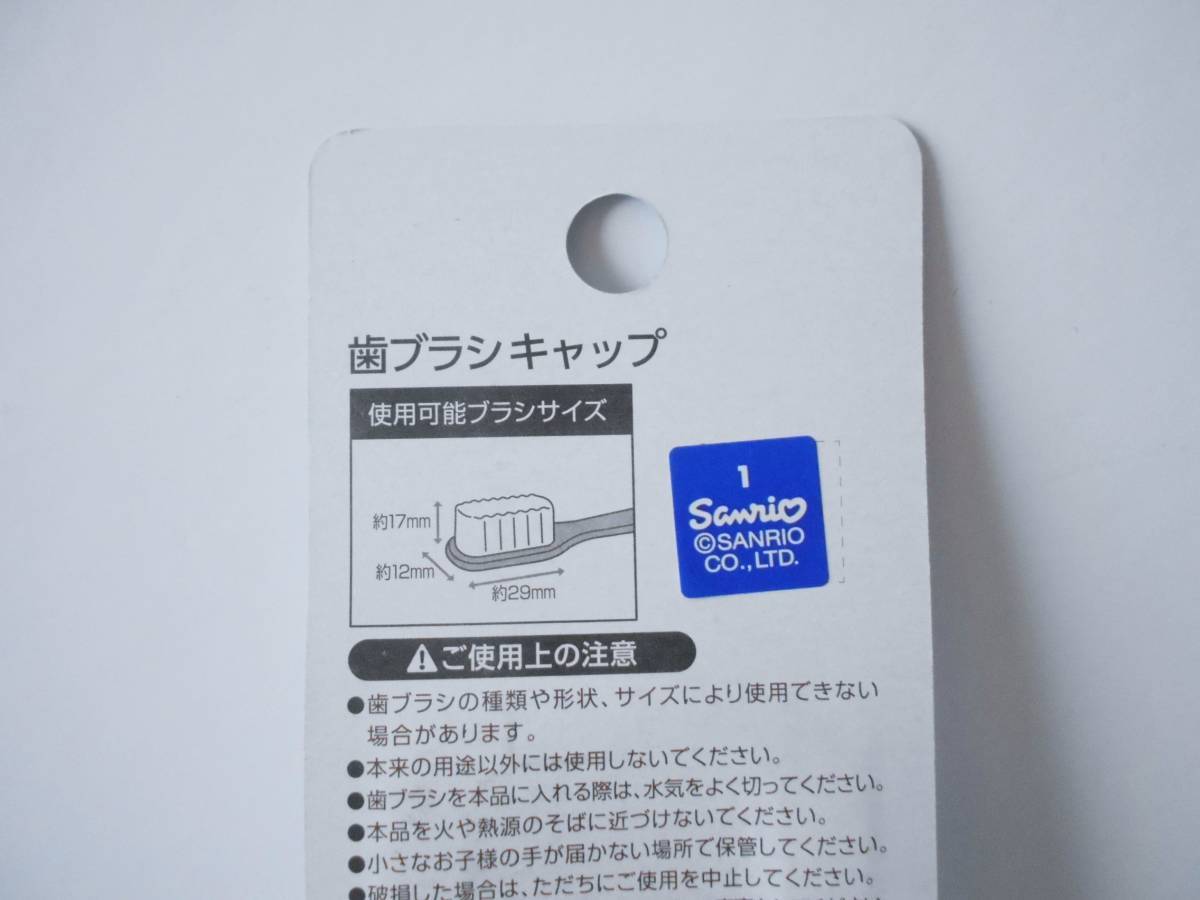 歯ブラシキャップ
使用可能ブラシサイズ
約17mm
約12mm
約29mm
1
Sanrio
©SANRIO
CO.,LTD.
⚠ご使用上の注意
●歯ブラシの種類や形状、サイズにより使用できない
場合があります。
●本来の用途以外には使用しないでください。
●歯ブラシを本品に入れる際は、水気をよく切ってください。
●本品を火や熱源のそばに近づけないでください。
●小さなお子様の手が届かない場所で保管してください。
●破損した場合は、ただちにご使用を中止してください。